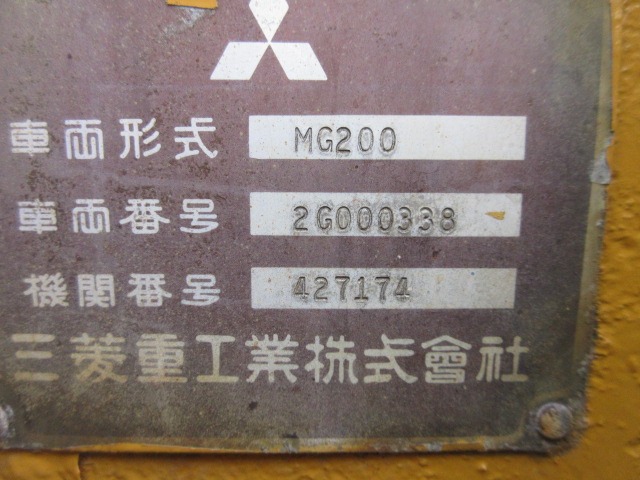 車両形式 MG200
車両番号 2G000338
機関番号 427174
三菱重工業株式會社